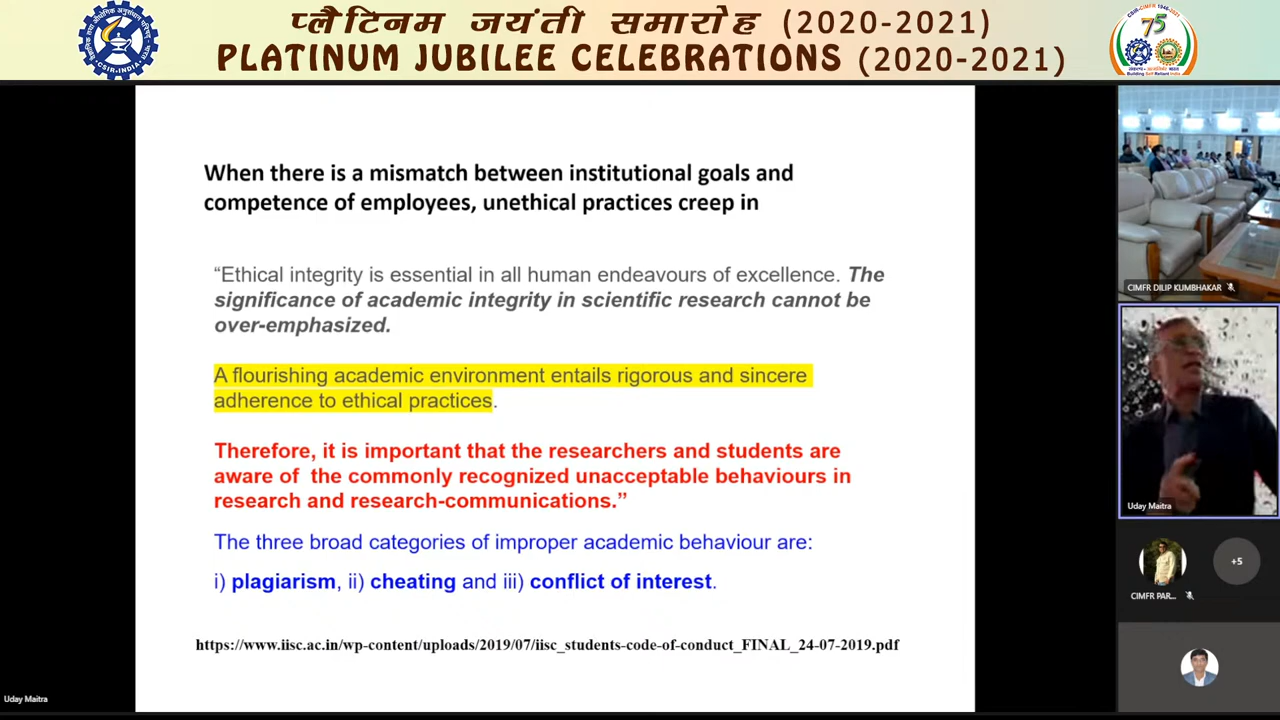 प्लैटिनम जयंती समारोह (2020-2021)
PLATINUM JUBILEE CELEBRATIONS (2020-2021)
CSIR-INDIA
75
Building Self Reliant India
When there is a mismatch between institutional goals and
competence of employees, unethical practices creep in
“Ethical integrity is essential in all human endeavours of excellence. The
significance of academic integrity in scientific research cannot be
over-emphasized.
A flourishing academic environment entails rigorous and sincere
adherence to ethical practices.
Therefore, it is important that the researchers and students are
aware of the commonly recognized unacceptable behaviours in
research and research-communications.”
The three broad categories of improper academic behaviour are:
i) plagiarism, ii) cheating and iii) conflict of interest.
https://www.iisc.ac.in/wp-content/uploads/2019/07/iisc_students-code-of-conduct_FINAL_24-07-2019.pdf
CIMFR DILIP KUMBHAKAR
Uday Maitra
CIMFR PAR...
+5
Uday Maitra